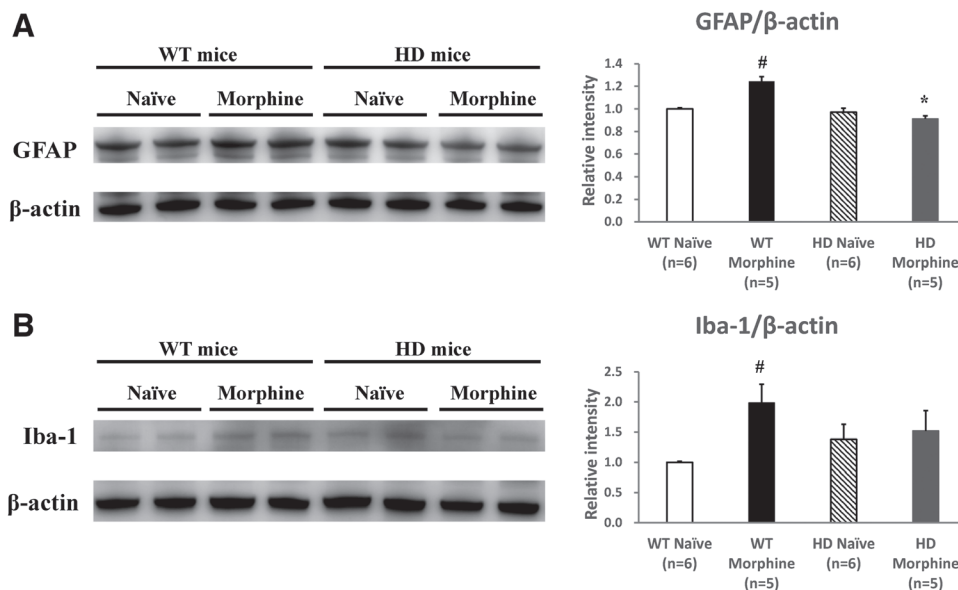 A
WT mice
HD mice
Naïve
Morphine
Naïve
Morphine
GFAP
β-actin
GFAP/β-actin
Relative intensity
1.4
1.2
1.0
0.8
0.6
0.4
0.2
0.0
#
*
WT Naïve
(n=6)
WT
Morphine
(n=5)
HD Naïve
(n=6)
HD
Morphine
(n=5)
B
WT mice
HD mice
Naïve
Morphine
Naïve
Morphine
Iba-1
β-actin
Iba-1/β-actin
Relative intensity
2.5
2.0
1.5
1.0
0.5
0.0
#
WT Naïve
(n=6)
WT
Morphine
(n=5)
HD Naïve
(n=6)
HD
Morphine
(n=5)